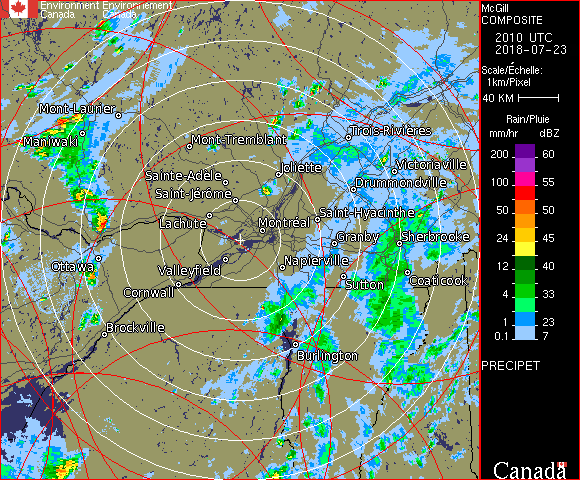 Environment Environnement
Canada Canada
McGill
COMPOSITE
2010 UTC
2018-07-23
Scale/Échelle:
1km/Pixel
40 KM
Rain/Pluie
mm/hr dBZ
200 60
100 55
50 50
24 45
12 40
4 33
1 23
0.1 7
PRECIPET
Canada
Mont-Laurier
Maniwaki
Mont-Tremblant
Trois-Rivières
Joliette
Victoriaville
Sainte-Adèle
Drummondville
Saint-Jérôme
Lachute
Saint-Hyacinthe
Montréal
Granby
Sherbrooke
Ottawa
Valleyfield
Napierville
Sutton
Coaticook
Cornwall
Brockville
Burlington